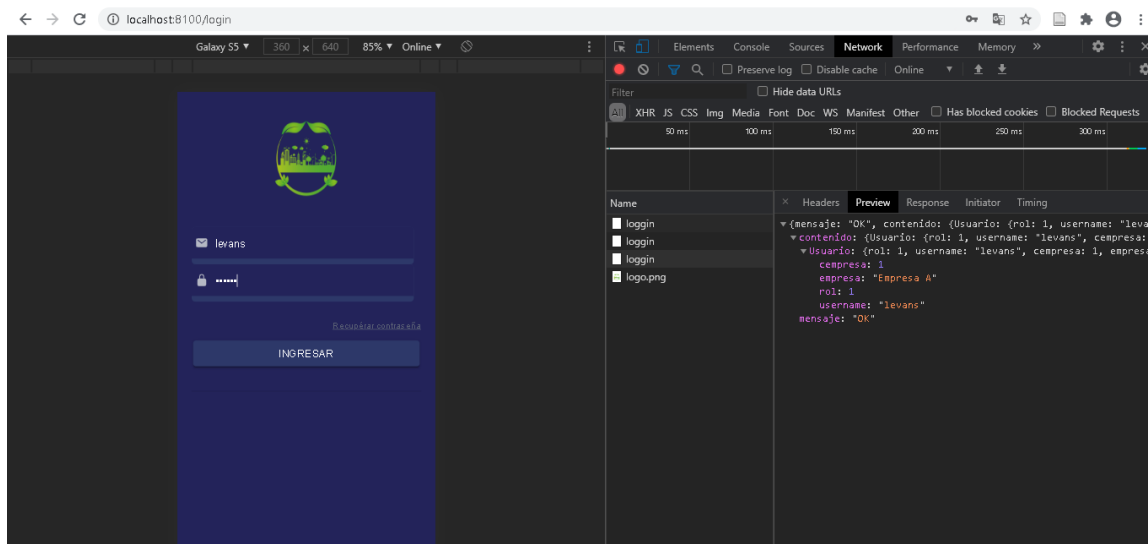 localhost:8100/login
Galaxy S5 ▼ 360 x 640 85% ▼ Online ▼
Elements Console Sources Network Performance Memory »
Preserve log Disable cache Online ▼
Filter Hide data URLs
All XHR JS CSS Img Media Font Doc WS Manifest Other Has blocked cookies Blocked Requests
50 ms 100 ms 150 ms 200 ms 250 ms 300 ms
Name
loggin
loggin
loggin
logo.png
× Headers Preview Response Initiator Timing
▼{mensaje: "OK", contenido: {Usuario: {rol: 1, username: "leva
▼contenido: {Usuario: {rol: 1, username: "levans", cempresa:
▼Usuario: {rol: 1, username: "levans", cempresa: 1, empres
cempresa: 1
empresa: "Empresa A"
rol: 1
username: "levans"
mensaje: "OK"
levans
••••••
Recupérar contraseña
INGRESAR